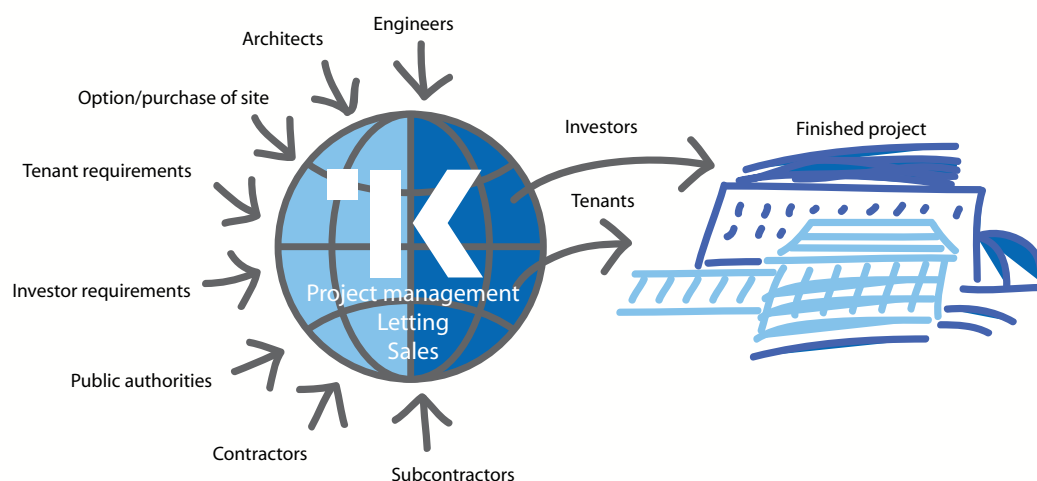 Engineers
Architects
Option/purchase of site
Investors
Finished project
Tenant requirements
Tenants
Investor requirements
K
Project management
Letting
Sales
Public authorities
Contractors
Subcontractors